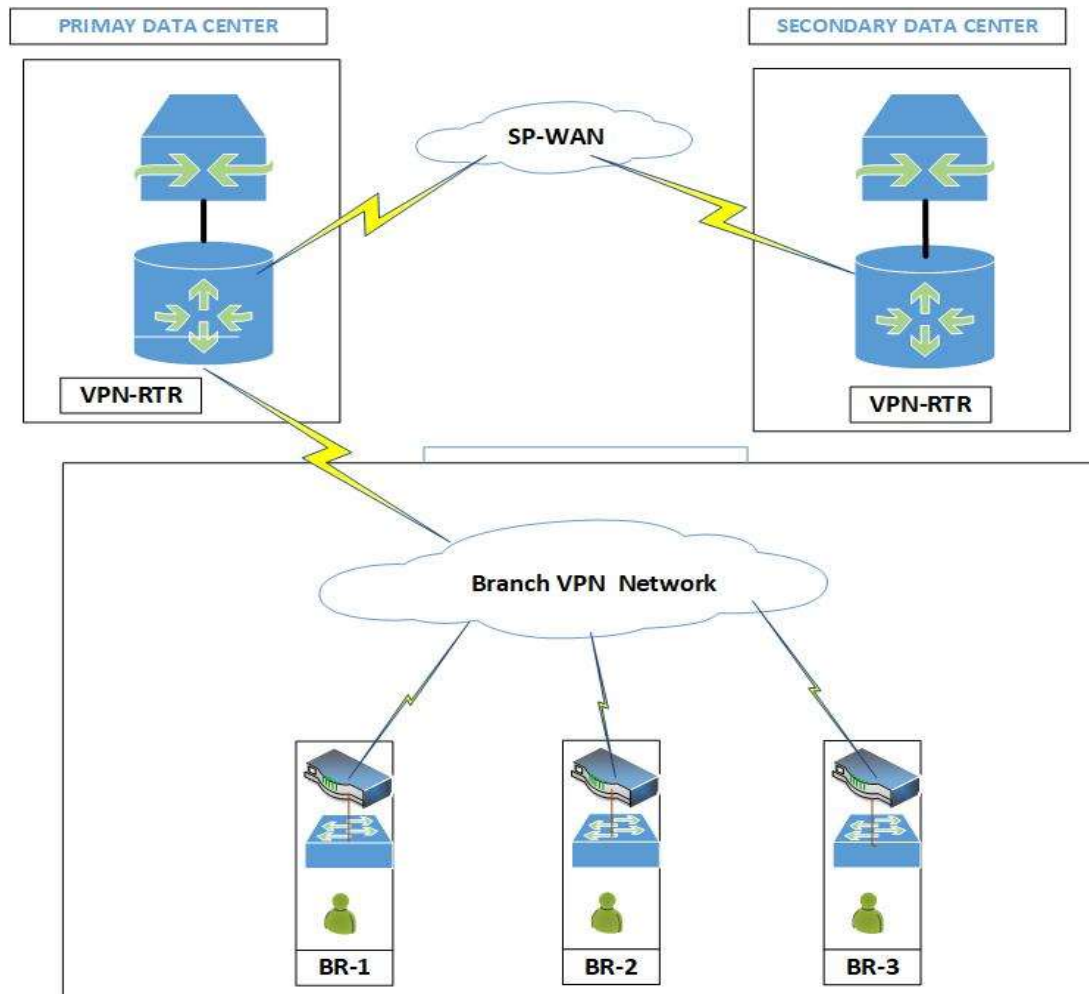 PRIMAY DATA CENTER
SECONDARY DATA CENTER
SP-WAN
VPN-RTR
VPN-RTR
Branch VPN Network
BR-1
BR-2
BR-3